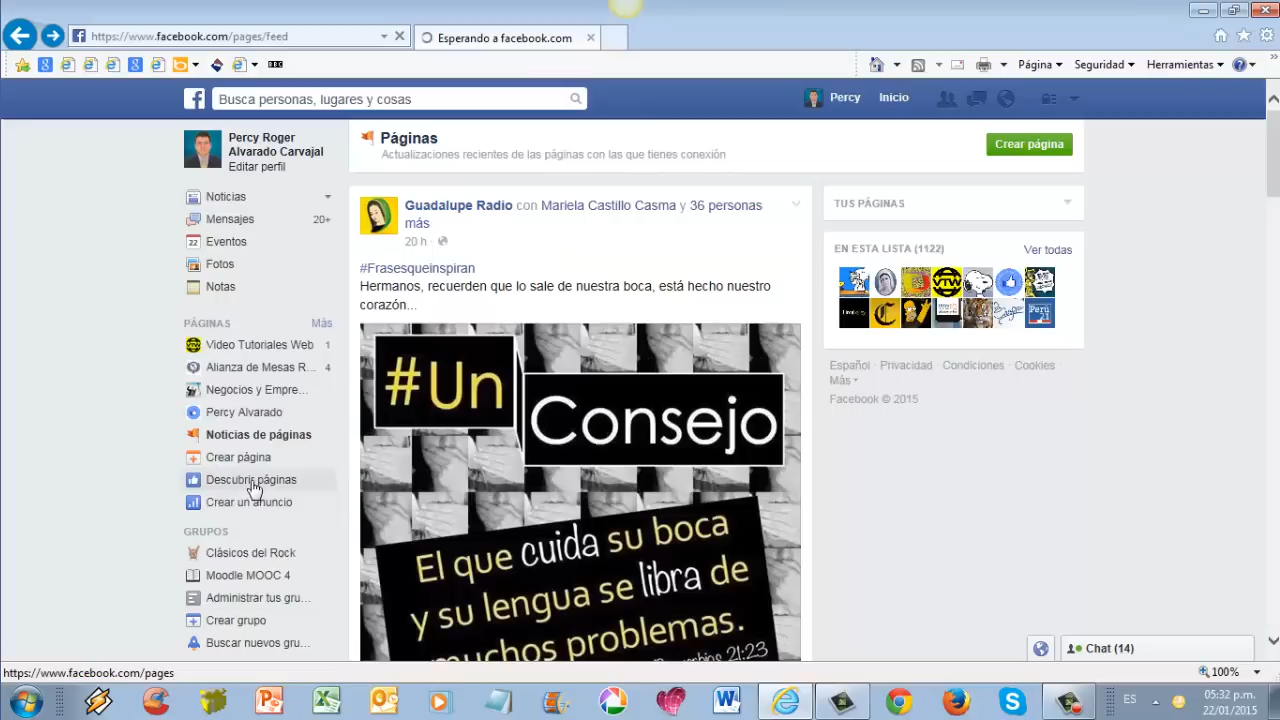 https://www.facebook.com/pages/feed
Esperando a facebook.com
BBC
Página
Seguridad
Herramientas
Busca personas, lugares y cosas
Percy
Inicio
Percy Roger
Alvarado Carvajal
Editar perfil
Noticias
Mensajes 20+
Eventos
Fotos
Notas
PÁGINAS Más
Video Tutoriales Web 1
Alianza de Mesas R... 4
Negocios y Empre...
Percy Alvarado
Noticias de páginas
Crear página
Descubrir páginas
Crear un anuncio
GRUPOS
Clásicos del Rock
Moodle MOOC 4
Administrar tus gru...
Crear grupo
Buscar nuevos gru...
Páginas
Actualizaciones recientes de las páginas con las que tienes conexión
Crear página
Guadalupe Radio con Mariela Castillo Casma y 36 personas
más
20 h
#Frasesqueinspiran
Hermanos, recuerden que lo sale de nuestra boca, está hecho nuestro
corazón...
#Un
Consejo
El que cuida su boca
y su lengua se libra de
muchos problemas.
Proverbios 21:23
TUS PÁGINAS
EN ESTA LISTA (1122) Ver todas
VTW
Perú
Español Privacidad Condiciones Cookies
Más
Facebook © 2015
Chat (14)
https://www.facebook.com/pages
100%
ES
05:32 p.m.
22/01/2015